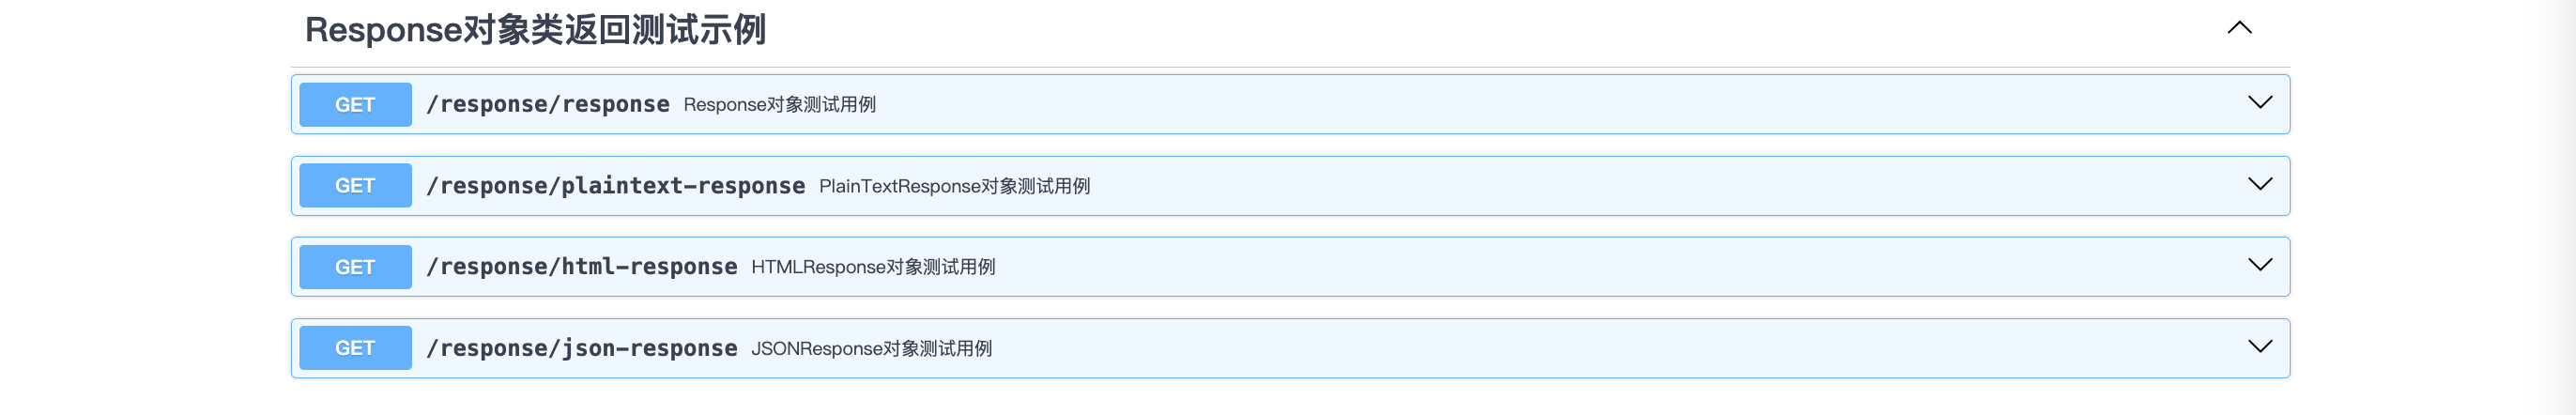 Response对象类返回测试示例
GET /response/response Response对象测试用例
GET /response/plaintext-response PlainTextResponse对象测试用例
GET /response/html-response HTMLResponse对象测试用例
GET /response/json-response JSONResponse对象测试用例